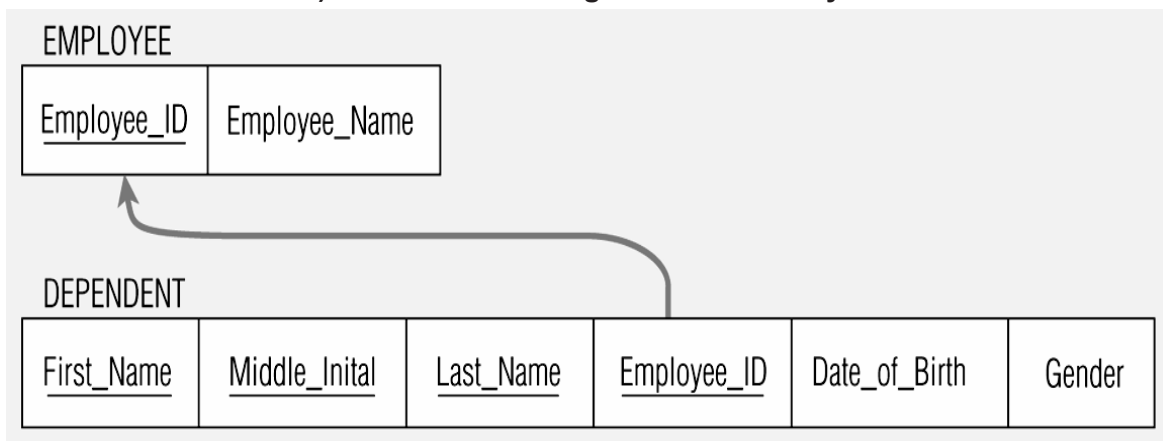 EMPLOYEE
Employee_ID Employee_Name
DEPENDENT
First_Name Middle_Inital Last_Name Employee_ID Date_of_Birth Gender